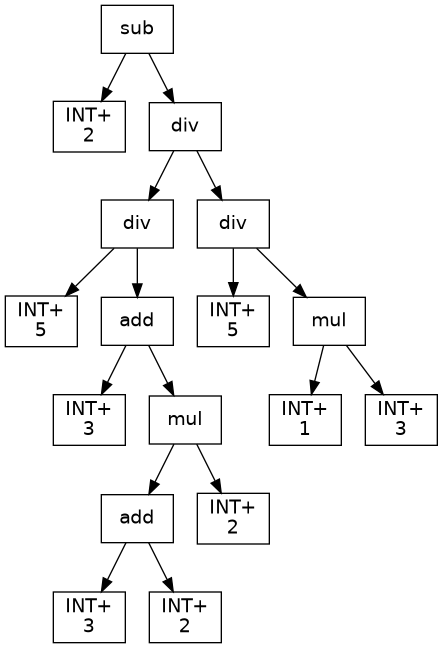 sub
INT+
2
div
div
div
INT+
5
add
INT+
5
mul
INT+
3
mul
INT+
1
INT+
3
add
INT+
2
INT+
3
INT+
2